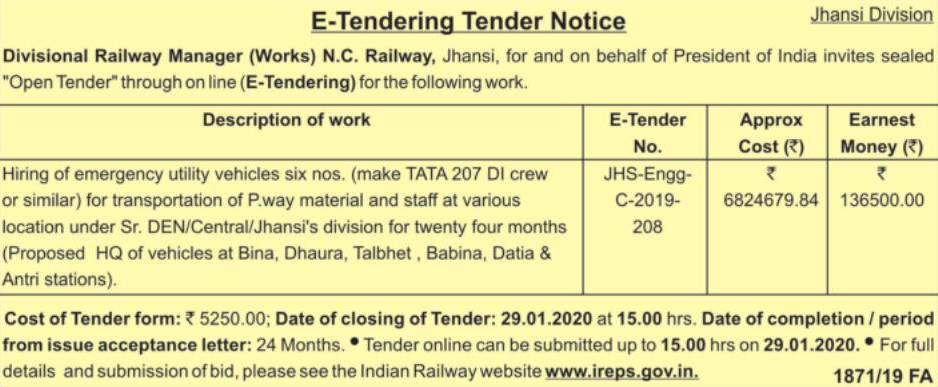 E-Tendering Tender Notice
Jhansi Division
Divisional Railway Manager (Works) N.C. Railway, Jhansi, for and on behalf of President of India invites sealed
"Open Tender" through on line (E-Tendering) for the following work.
Description of work
E-Tender
No.
Approx
Cost (₹)
Earnest
Money (₹)
Hiring of emergency utility vehicles six nos. (make TATA 207 DI crew
or similar) for transportation of P.way material and staff at various
location under Sr. DEN/Central/Jhansi's division for twenty four months
(Proposed HQ of vehicles at Bina, Dhaura, Talbhet , Babina, Datia &
Antri stations).
JHS-Engg-
C-2019-
208
₹
6824679.84
₹
136500.00
Cost of Tender form: ₹ 5250.00; Date of closing of Tender: 29.01.2020 at 15.00 hrs. Date of completion / period
from issue acceptance letter: 24 Months. • Tender online can be submitted up to 15.00 hrs on 29.01.2020. • For full
details and submission of bid, please see the Indian Railway website www.ireps.gov.in.
1871/19 FA